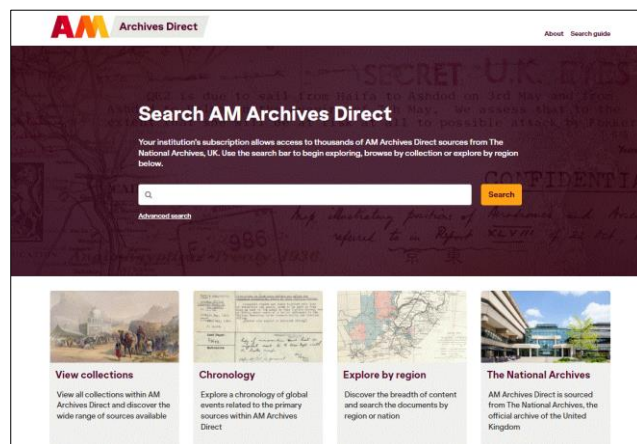 AM Archives Direct
About Search guide
SECRET U.K. EYES
Search AM Archives Direct
Your institution's subscription allows access to thousands of AM Archives Direct sources from The
National Archives, UK. Use the search bar to begin exploring, browse by collection or explore by region
below.
Search
CONFIDENTIAL
Advanced search
986
XLVIII
View collections
View all collections within AM
Archives Direct and discover the
wide range of sources available
Chronology
Explore a chronology of global
events related to the primary
sources within AM Archives
Direct
Explore by region
Discover the breadth of content
and search the documents by
region or nation
The National Archives
AM Archives Direct is sourced
from The National Archives, the
official archive of the United
Kingdom